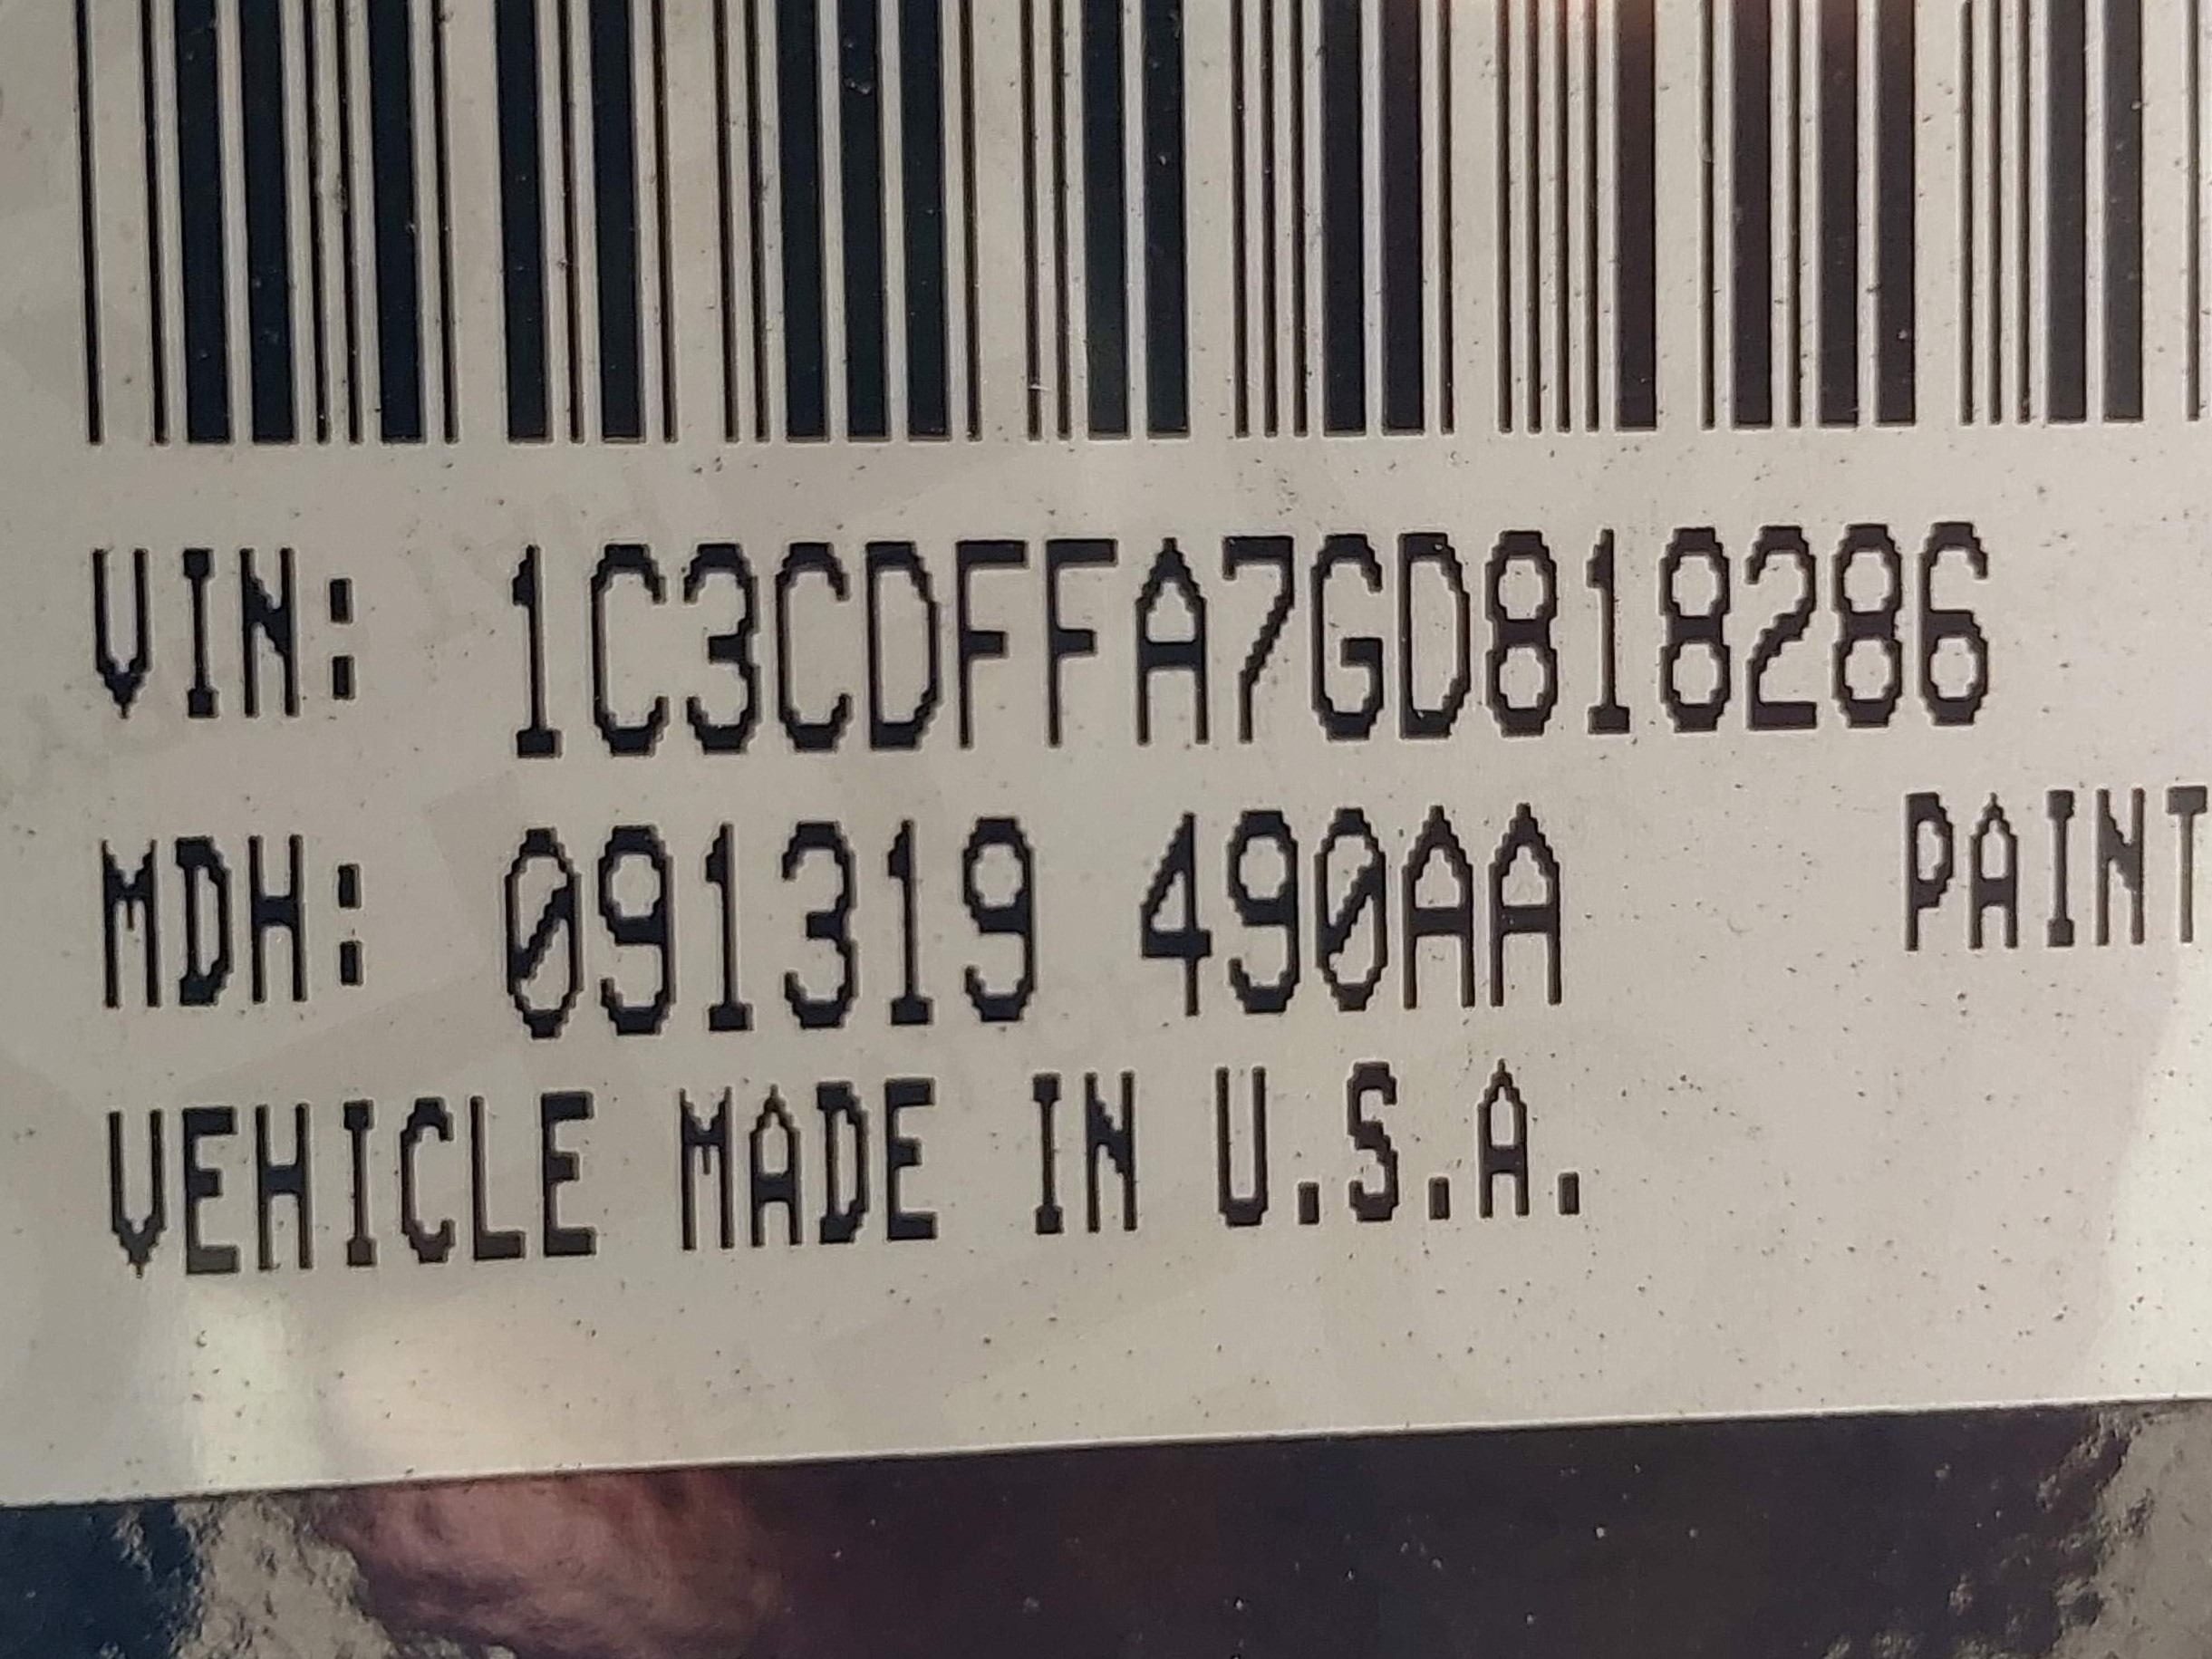 VIN: 1C3CDFFA7GD818286
MDH: 091319 490AA PAINT
VEHICLE MADE IN U.S.A.